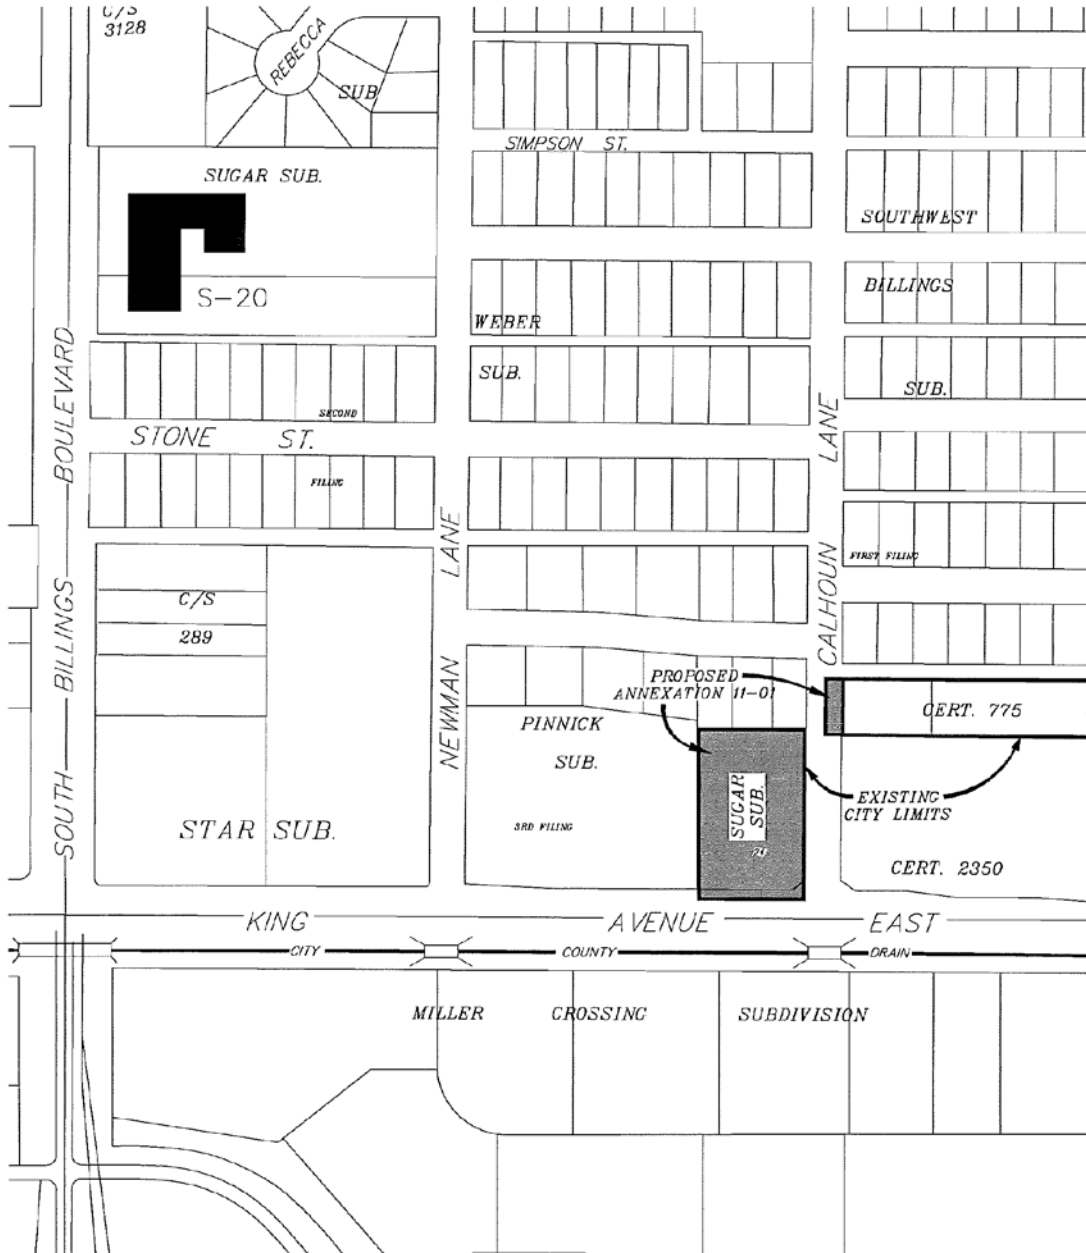 C/S
3128
REBECCA
SUB
SIMPSON ST.
SUGAR SUB.
SOUTHWEST
S-20
BILLINGS
WEBER
SUB.
SUB.
SECOND
STONE ST.
FILING
SOUTH BILLINGS BOULEVARD
NEWMAN LANE
CALHOUN LANE
FIRST FILING
C/S
289
PROPOSED
ANNEXATION 11-01
CERT. 775
PINNICK
SUB.
3RD FILING
SUGAR
SUB.
EXISTING
CITY LIMITS
STAR SUB.
CERT. 2350
KING AVENUE EAST
CITY COUNTY DRAIN
MILLER CROSSING SUBDIVISION